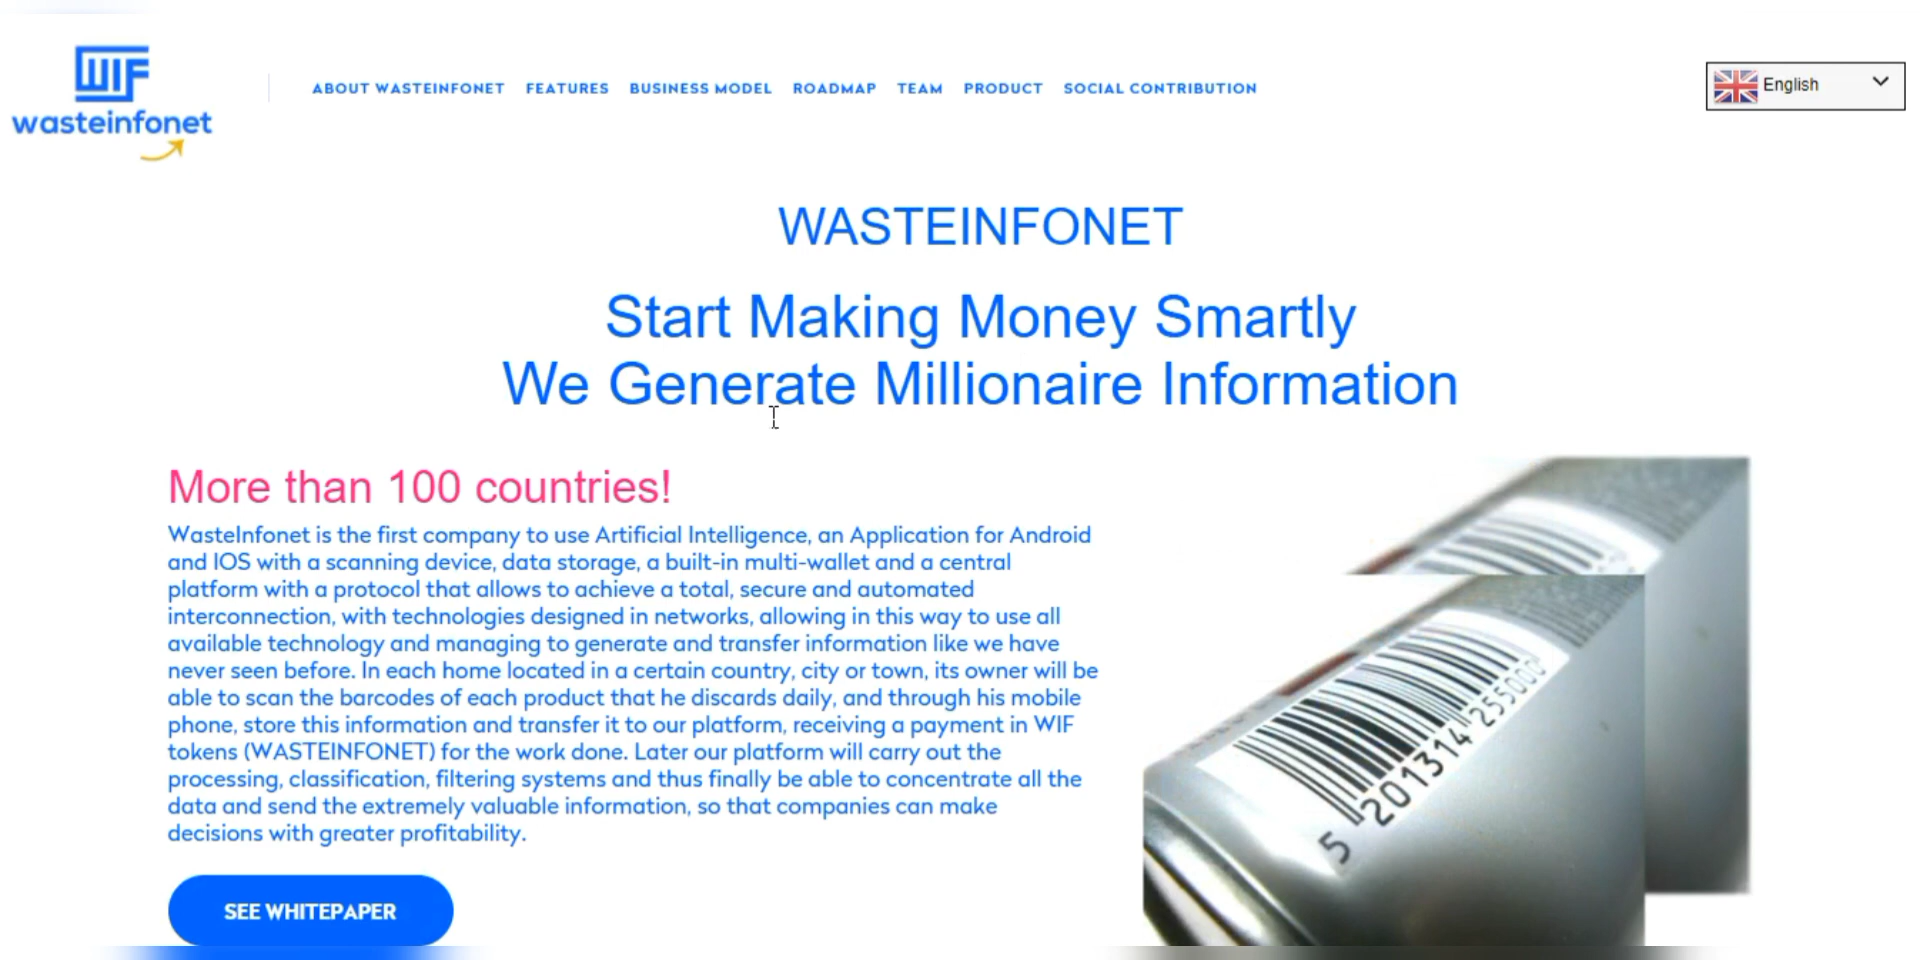 WIF
wasteinfonet
ABOUT WASTEINFONET FEATURES BUSINESS MODEL ROADMAP TEAM PRODUCT SOCIAL CONTRIBUTION
English
WASTEINFONET
Start Making Money Smartly
We Generate Millionaire Information
More than 100 countries!
WasteInfonet is the first company to use Artificial Intelligence, an Application for Android
and IOS with a scanning device, data storage, a built-in multi-wallet and a central
platform with a protocol that allows to achieve a total, secure and automated
interconnection, with technologies designed in networks, allowing in this way to use all
available technology and managing to generate and transfer information like we have
never seen before. In each home located in a certain country, city or town, its owner will be
able to scan the barcodes of each product that he discards daily, and through his mobile
phone, store this information and transfer it to our platform, receiving a payment in WIF
tokens (WASTEINFONET) for the work done. Later our platform will carry out the
processing, classification, filtering systems and thus finally be able to concentrate all the
data and send the extremely valuable information, so that companies can make
decisions with greater profitability.
SEE WHITEPAPER
5 201314 255000